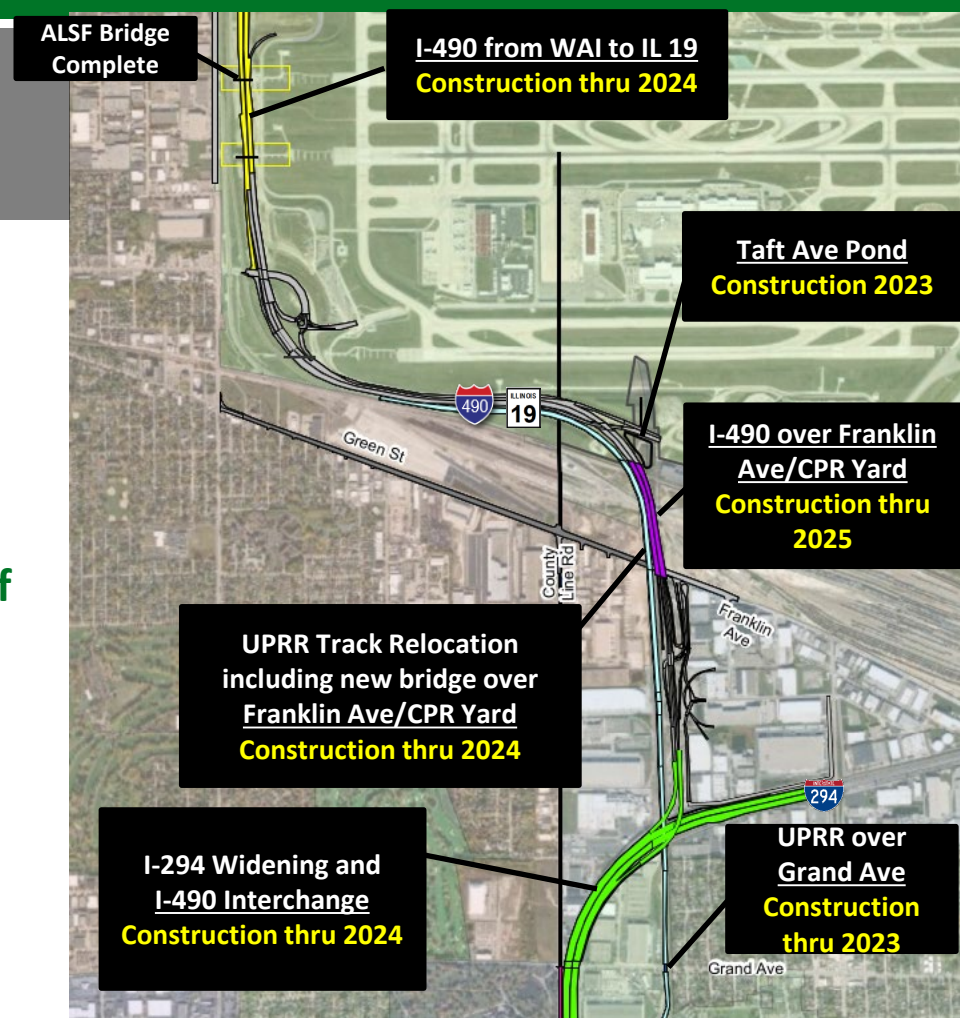 ALSF Bridge
Complete
I-490 from WAI to IL 19
Construction thru 2024
Taft Ave Pond
Construction 2023
490
ILLINOIS
19
Green St
I-490 over Franklin
Ave/CPR Yard
Construction thru
2025
County
Line Rd
f
Franklin
Ave
UPRR Track Relocation
including new bridge over
Franklin Ave/CPR Yard
Construction thru 2024
294
I-294 Widening and
I-490 Interchange
Construction thru 2024
UPRR over
Grand Ave
Construction
thru 2023
Grand Ave